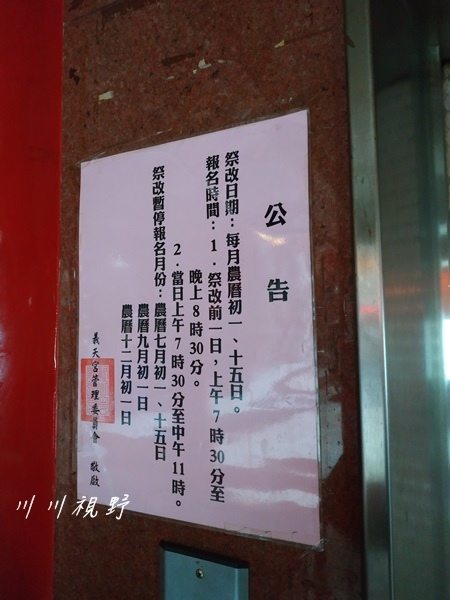 公告
祭改日期：每月農曆初一、十五日。
報名時間：1．祭改前一日，上午7時30分至
晚上8時30分。
2．當日上午7時30分至中午11時。
祭改暫停報名月份：農曆七月初一、十五日
農曆九月初一日
農曆十二月初一日
義天宮管理委員會 敬啟
川川視野